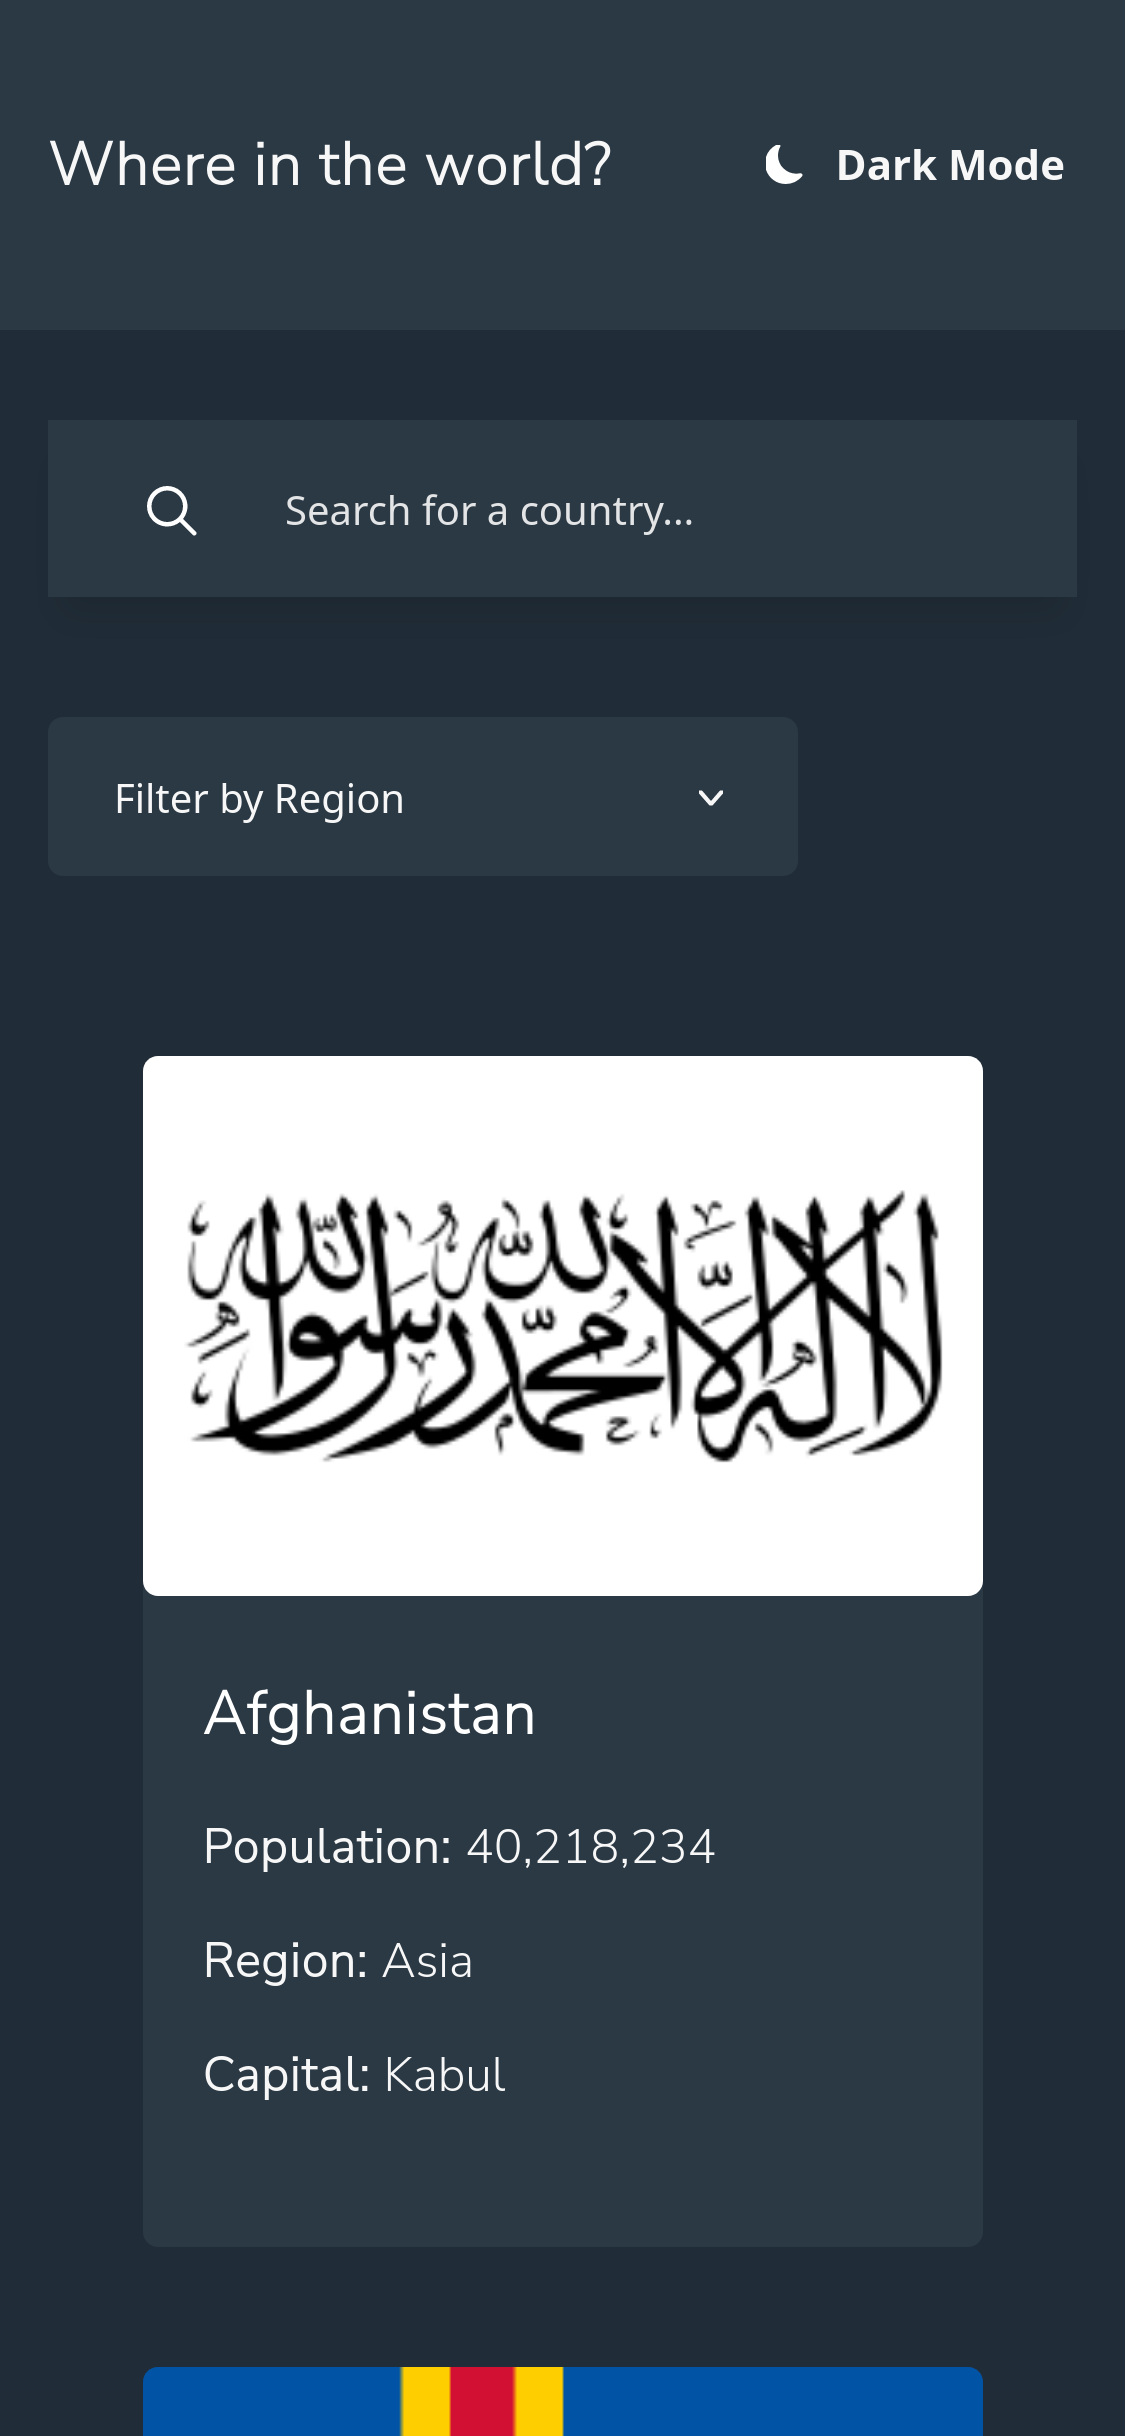 Where in the world?
Dark Mode
Search for a country...
Filter by Region
لا إله إلا الله محمد رسول الله
Afghanistan
Population: 40,218,234
Region: Asia
Capital: Kabul